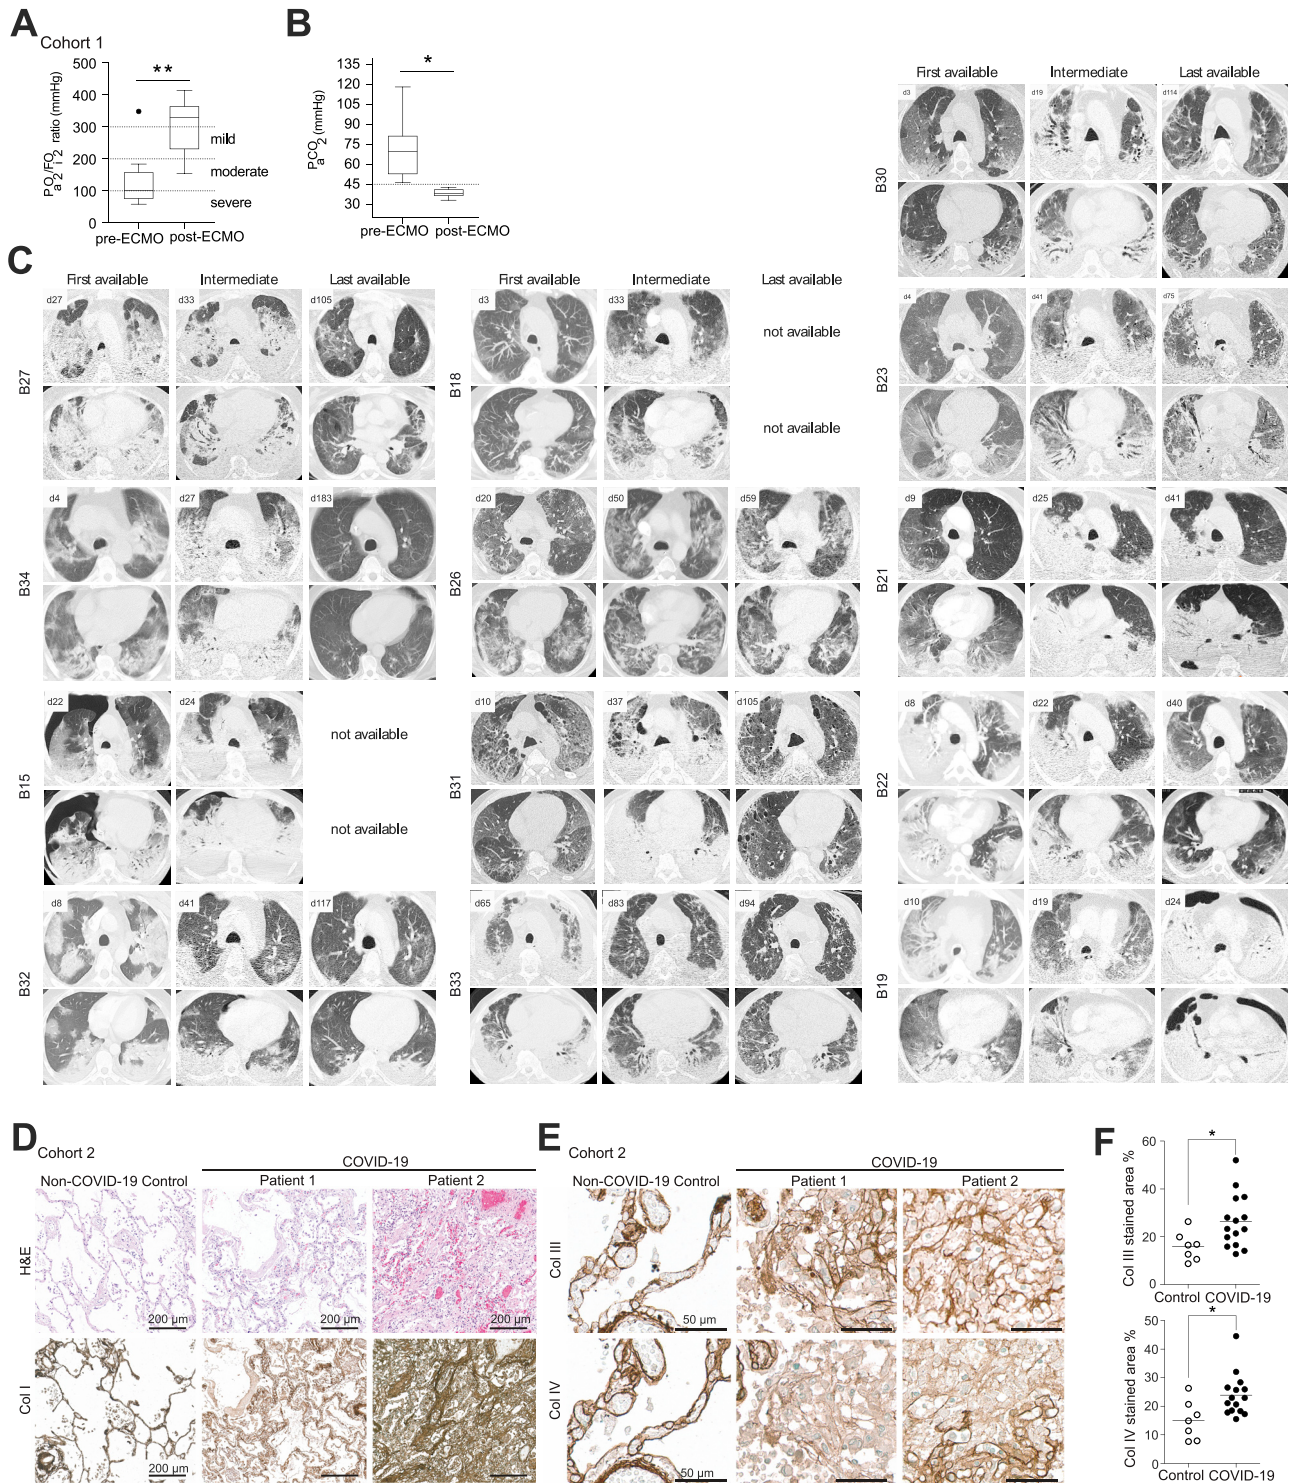 A
Cohort 1
PaO2/FiO2 ratio (mmHg)
500
400
300
200
100
0
**
mild
moderate
severe
pre-ECMO
post-ECMO
B
PaCO2 (mmHg)
135
120
105
90
75
60
45
30
*
pre-ECMO
post-ECMO
C
First available Intermediate Last available
B27
d27
d33
d105
B34
d4
d27
d183
B15
d22
d24
not available
not available
B32
d8
d41
d117
First available Intermediate Last available
B18
d3
d33
not available
not available
B26
d20
d50
d59
B31
d10
d37
d105
B33
d65
d83
d94
First available Intermediate Last available
B30
d3
d19
d114
B23
d4
d41
d75
B21
d9
d25
d41
B22
d8
d22
d40
B19
d10
d19
d24
D
Cohort 2
COVID-19
Non-COVID-19 Control Patient 1 Patient 2
H&E
200 µm
200 µm
200 µm
Col I
200 µm
E
Cohort 2
COVID-19
Non-COVID-19 Control Patient 1 Patient 2
Col III
50 µm
Col IV
50 µm
F
Col III stained area %
60
40
20
0
*
Control COVID-19
Col IV stained area %
50
40
30
20
10
0
*
Control COVID-19